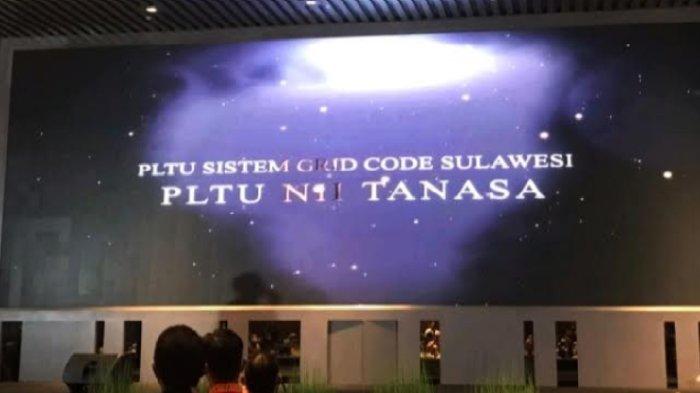 PLTU SISTEM GRID CODE SULAWESI
PLTU NII TANASA